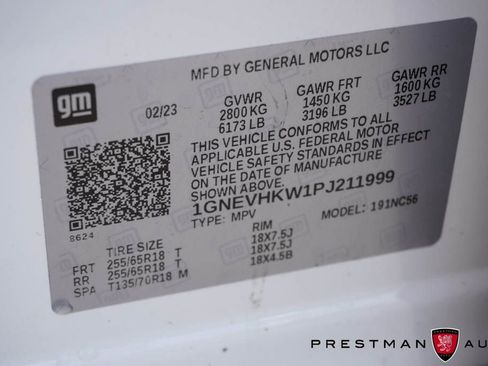 gm
MFD BY GENERAL MOTORS LLC
02/23 GVWR GAWR FRT GAWR RR
2800 KG 1450 KG 1600 KG
6173 LB 3196 LB 3527 LB
THIS VEHICLE CONFORMS TO ALL
APPLICABLE U.S. FEDERAL MOTOR
VEHICLE SAFETY STANDARDS IN EFFECT
ON THE DATE OF MANUFACTURE
SHOWN ABOVE.
1GNEVHKW1PJ211999
TYPE: MPV MODEL: 191NC56
8624
TIRE SIZE RIM
FRT 255/65R18 T 18X7.5J
RR 255/65R18 T 18X7.5J
SPA T135/70R18 M 18X4.5B
PRESTMAN AU